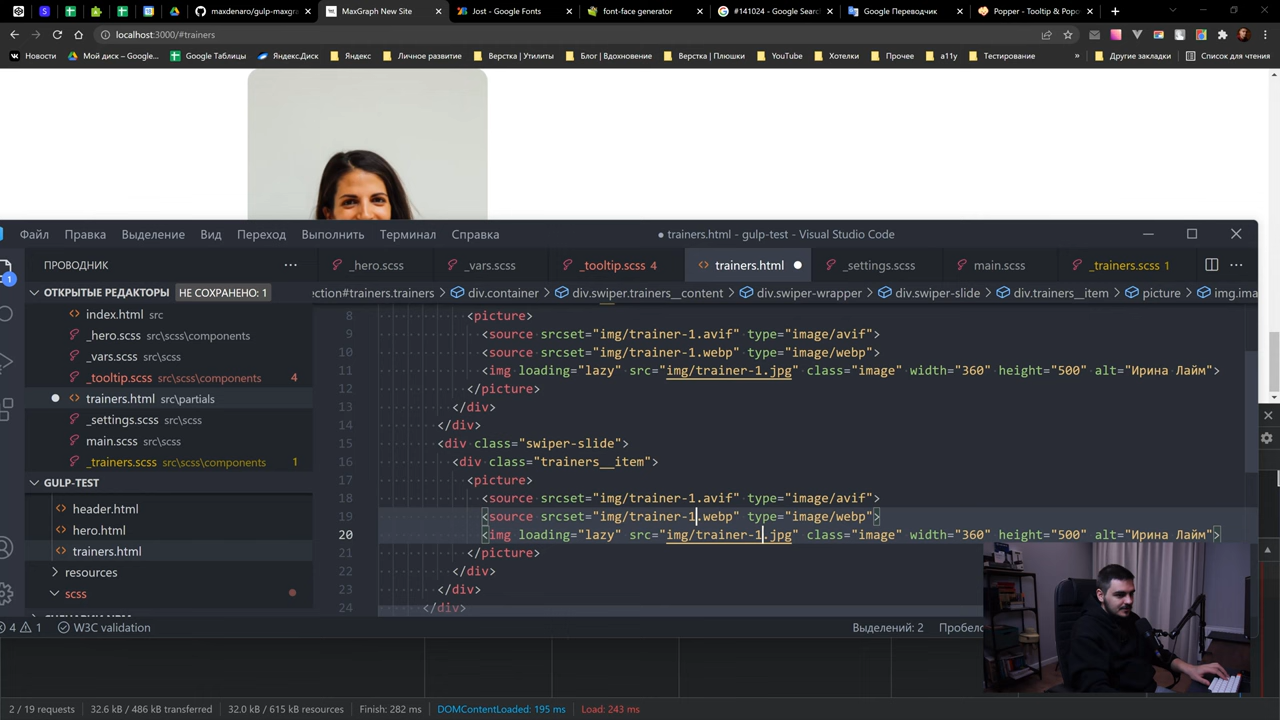 maxdenaro/gulp-maxgra
MaxGraph New Site
Jost - Google Fonts
font-face generator
#141024 - Google Search
Google Переводчик
Popper - Tooltip & Popo
localhost:3000/#trainers
Новости
Мой диск – Google...
Google Таблицы
Яндекс.Диск
Яндекс
Личное развитие
Верстка | Утилиты
Блог | Вдохновение
Верстка | Плюшки
YouTube
Хотелки
Прочее
a11y
Тестирование
Другие закладки
Список для чтения
Файл Правка Выделение Вид Переход Выполнить Терминал Справка
● trainers.html - gulp-test - Visual Studio Code
ПРОВОДНИК
_hero.scss
_vars.scss
_tooltip.scss 4
trainers.html
_settings.scss
main.scss
_trainers.scss 1
ОТКРЫТЫЕ РЕДАКТОРЫ
НЕ СОХРАНЕНО: 1
ection#trainers.trainers > div.container > div.swiper.trainers__content > div.swiper-wrapper > div.swiper-slide > div.trainers__item > picture > img.ima
index.html src
_hero.scss src\scss\components
_vars.scss src\scss\components
_tooltip.scss src\scss\components 4
trainers.html src\partials
_settings.scss src\scss
main.scss src\scss
_trainers.scss src\scss\components 1
GULP-TEST
header.html
hero.html
trainers.html
resources
scss
8 <picture>
9 <source srcset="img/trainer-1.avif" type="image/avif">
10 <source srcset="img/trainer-1.webp" type="image/webp">
11 <img loading="lazy" src="img/trainer-1.jpg" class="image" width="360" height="500" alt="Ирина Лайм">
12 </picture>
13 </div>
14 </div>
15 <div class="swiper-slide">
16 <div class="trainers__item">
17 <picture>
18 <source srcset="img/trainer-1.avif" type="image/avif">
19 <source srcset="img/trainer-1.webp" type="image/webp">
20 <img loading="lazy" src="img/trainer-1.jpg" class="image" width="360" height="500" alt="Ирина Лайм">
21 </picture>
22 </div>
23 </div>
24 </div>
4 1 W3C validation
Выделений: 2
2 / 19 requests 32.6 kB / 486 kB transferred 32.0 kB / 615 kB resources Finish: 282 ms DOMContentLoaded: 195 ms Load: 243 ms